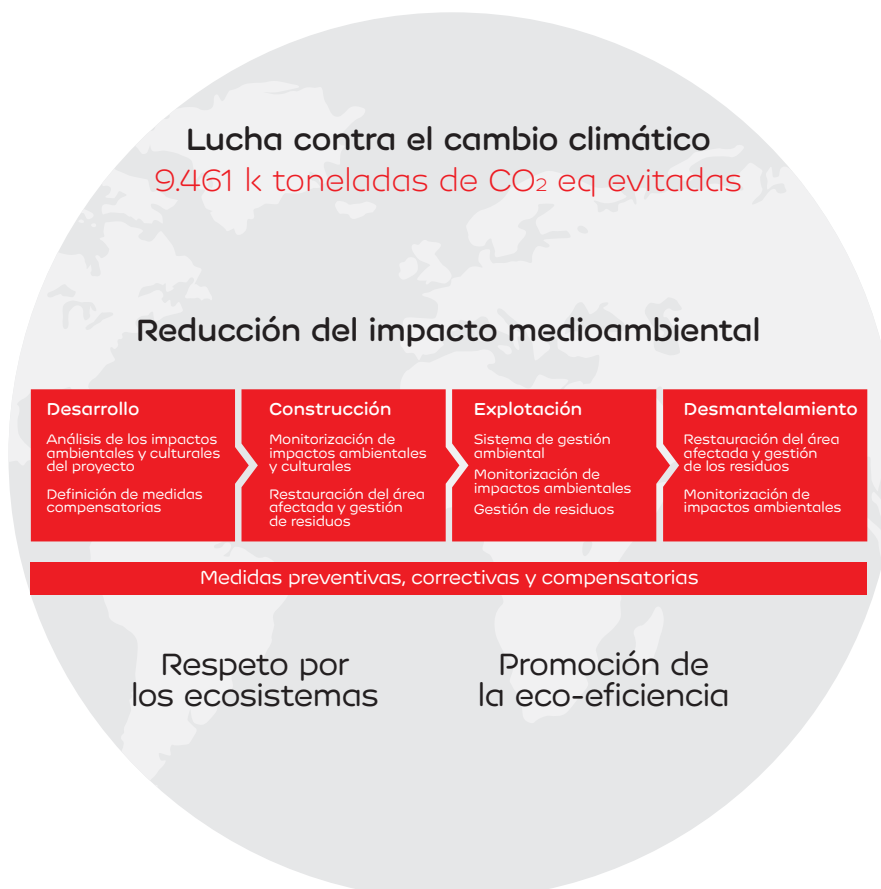 Lucha contra el cambio climático
9.461 k toneladas de CO₂ eq evitadas
Reducción del impacto medioambiental
Desarrollo
Análisis de los impactos
ambientales y culturales
del proyecto
Definición de medidas
compensatorias
Construcción
Monitorización de
impactos ambientales
y culturales
Restauración del área
afectada y gestión
de residuos
Explotación
Sistema de gestión
ambiental
Monitorización de
impactos ambientales
Gestión de residuos
Desmantelamiento
Restauración del área
afectada y gestión
de los residuos
Monitorización de
impactos ambientales
Medidas preventivas, correctivas y compensatorias
Respeto por
los ecosistemas
Promoción de
la eco-eficiencia